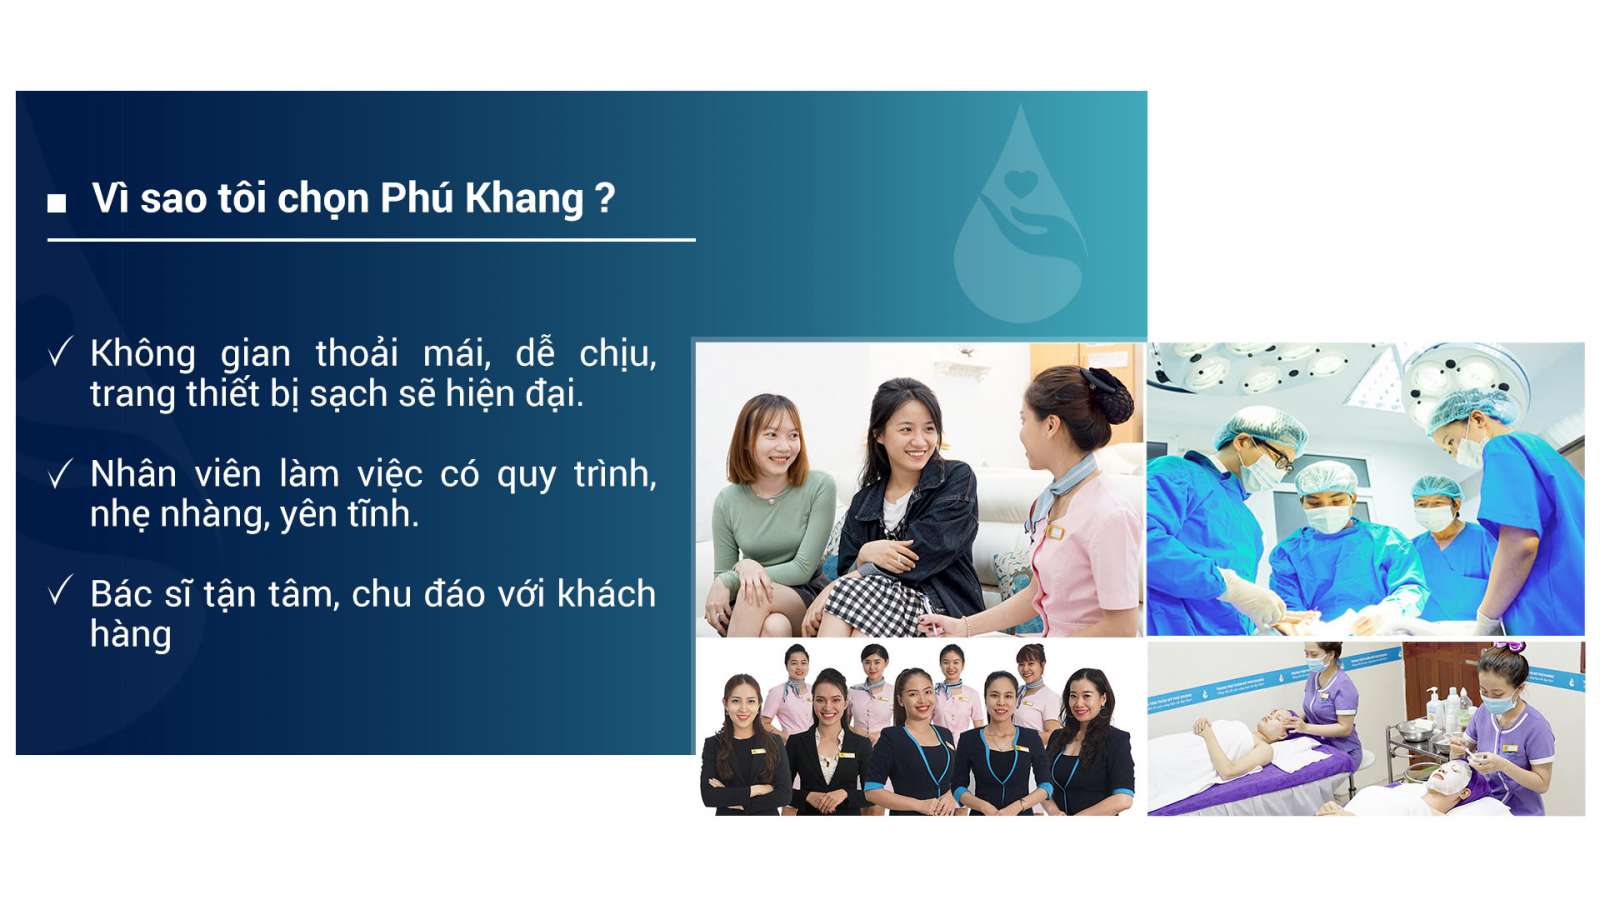 Vì sao tôi chọn Phú Khang ?
Không gian thoải mái, dễ chịu,
trang thiết bị sạch sẽ hiện đại.
Nhân viên làm việc có quy trình,
nhẹ nhàng, yên tĩnh.
Bác sĩ tận tâm, chu đáo với khách
hàng